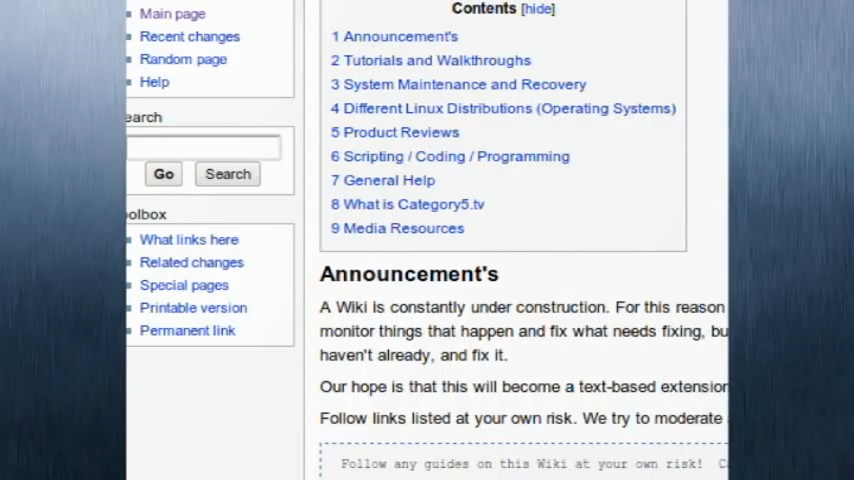 Main page
Recent changes
Random page
Help
earch
Go Search
oolbox
What links here
Related changes
Special pages
Printable version
Permanent link
Contents [hide]
1 Announcement's
2 Tutorials and Walkthroughs
3 System Maintenance and Recovery
4 Different Linux Distributions (Operating Systems)
5 Product Reviews
6 Scripting / Coding / Programming
7 General Help
8 What is Category5.tv
9 Media Resources
Announcement's
A Wiki is constantly under construction. For this reason
monitor things that happen and fix what needs fixing, bu
haven't already, and fix it.
Our hope is that this will become a text-based extension
Follow links listed at your own risk. We try to moderate
Follow any guides on this Wiki at your own risk!